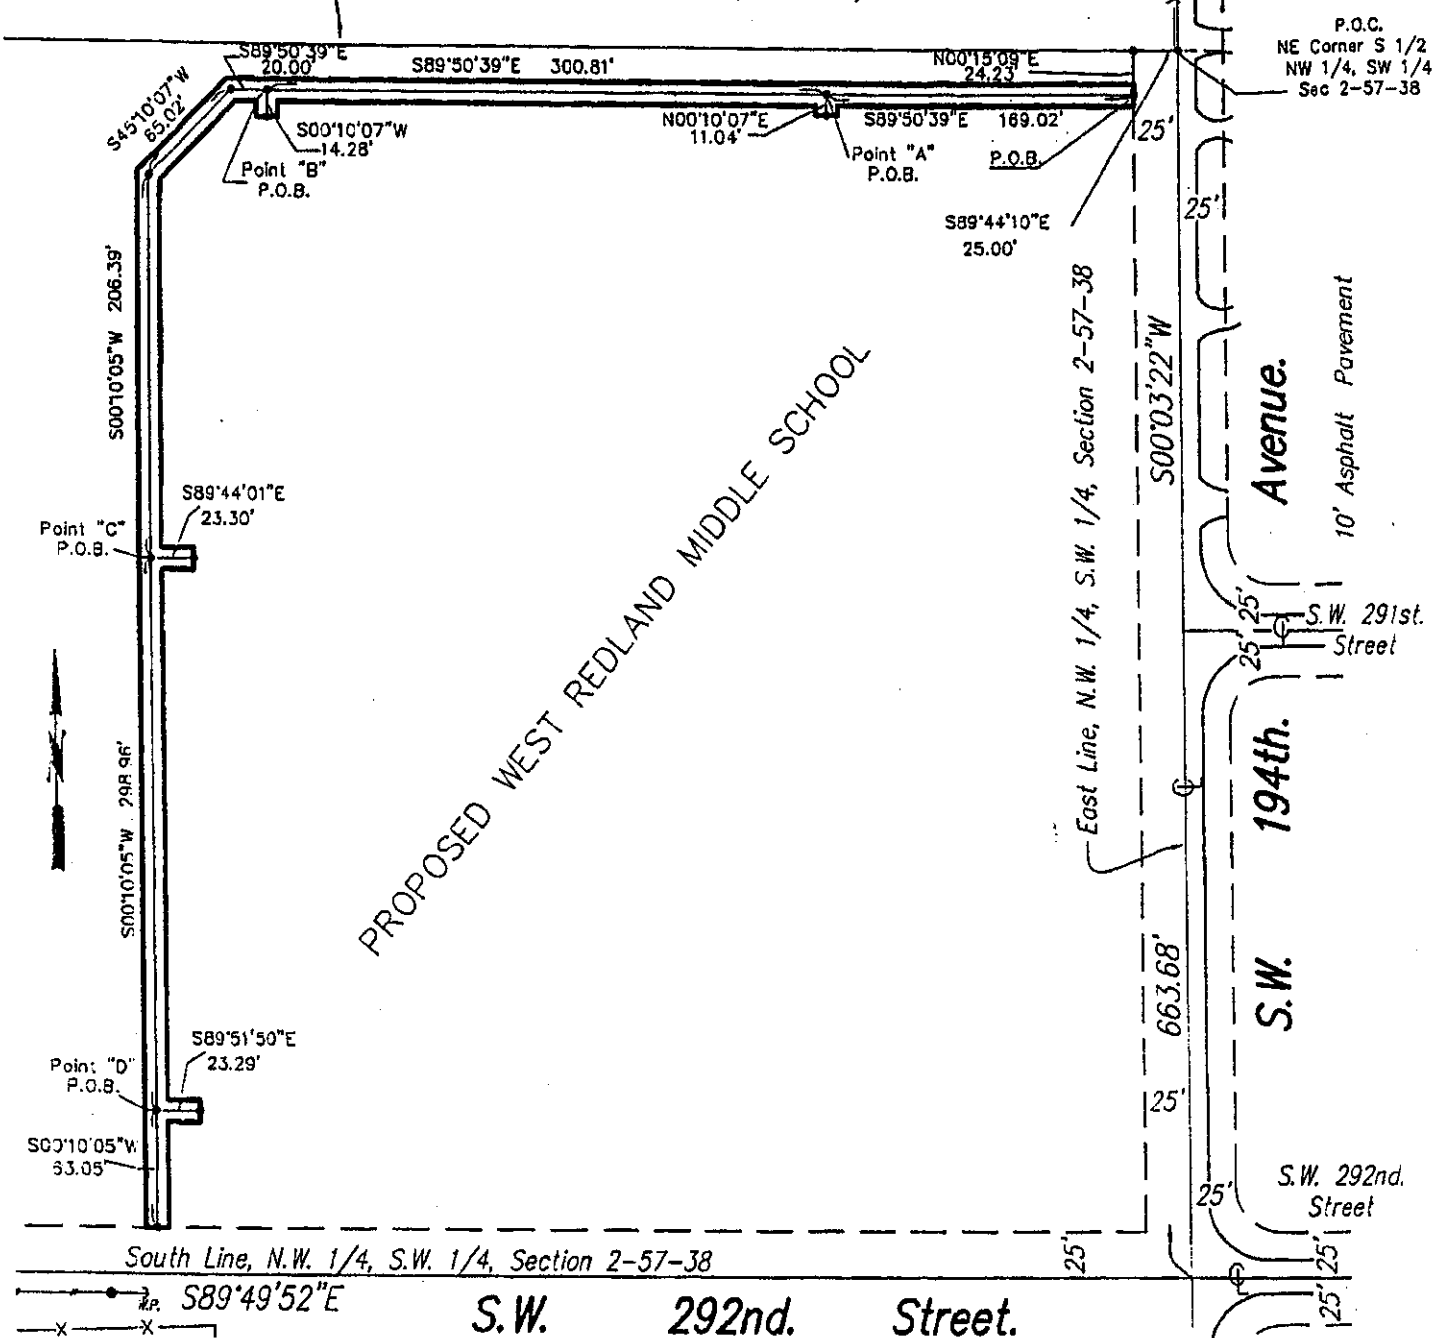 P.O.C.
NE Corner S 1/2
NW 1/4, SW 1/4
Sec 2-57-38
S89°50'39"E
20.00'
S89°50'39"E 300.81'
N00°15'09"E
24.23'
S45°10'07"W
65.02'
S00°10'07"W
14.28'
Point "B"
P.O.B.
N00°10'07"E
11.04'
Point "A"
P.O.B.
S89°50'39"E 169.02'
P.O.B.
25'
25'
S89°44'10"E
25.00'
S00°10'05"W 206.39'
S89°44'01"E
23.30'
Point "C"
P.O.B.
PROPOSED WEST REDLAND MIDDLE SCHOOL
East Line, N.W. 1/4, S.W. 1/4, Section 2-57-38
S00°03'22"W
663.68'
Avenue.
10' Asphalt Pavement
25'
25'
S.W. 291st.
Street
194th.
S.W.
N
S00°10'05"W 298.96'
S89°51'50"E
23.29'
Point "D"
P.O.B.
S00°10'05"W
63.05'
25'
25'
S.W. 292nd.
Street
South Line, N.W. 1/4, S.W. 1/4, Section 2-57-38
25'
25'
25'
S89°49'52"E
S.W. 292nd. Street.